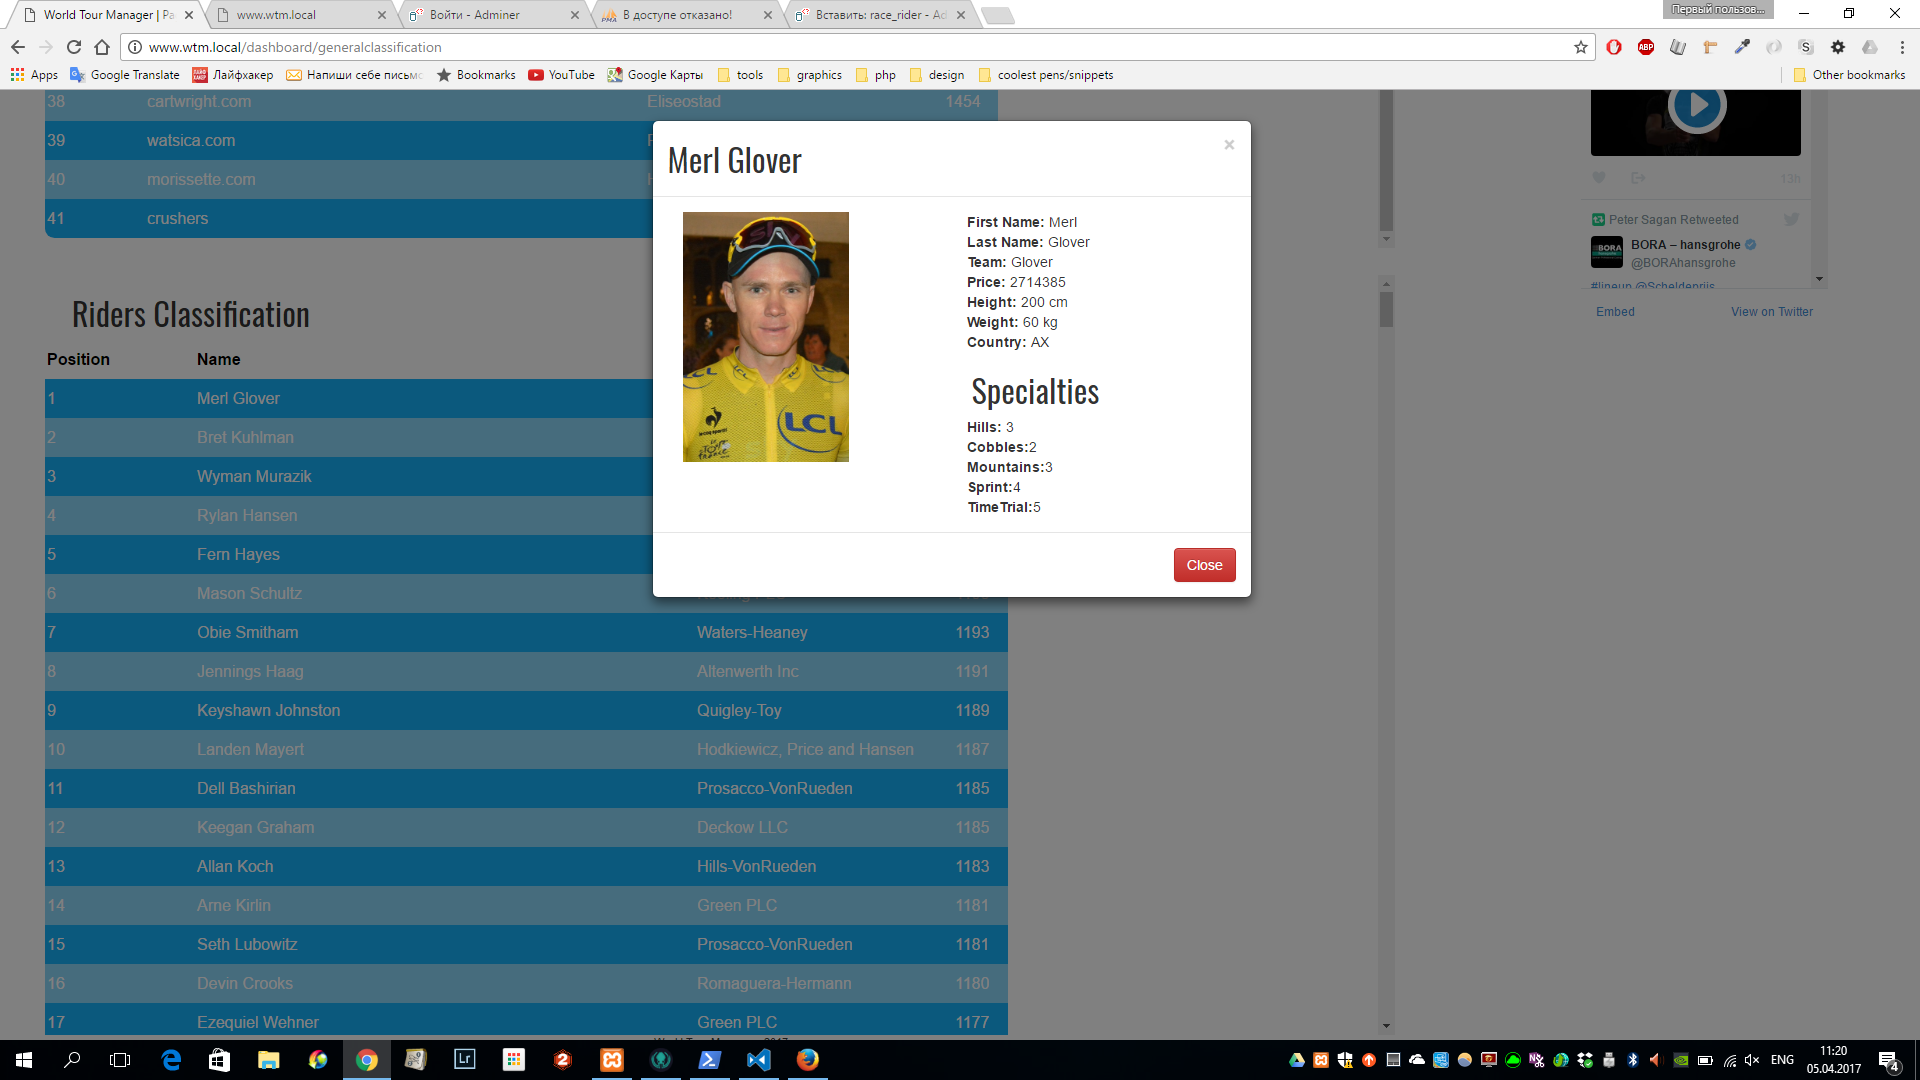 World Tour Manager | Pa
www.wtm.local
Войти - Adminer
В доступе отказано!
Вставить: race_rider - Ad
Первый пользов...
www.wtm.local/dashboard/generalclassification
Apps
Google Translate
Лайфхакер
Напиши себе письмо
Bookmarks
YouTube
Google Карты
tools
graphics
php
design
coolest pens/snippets
Other bookmarks
38 cartwright.com Eliseostad 1454
39 watsica.com
40 morissette.com
41 crushers
Riders Classification
Position Name
1 Merl Glover
2 Bret Kuhlman
3 Wyman Murazik
4 Rylan Hansen
5 Fern Hayes
6 Mason Schultz
7 Obie Smitham Waters-Heaney 1193
8 Jennings Haag Altenwerth Inc 1191
9 Keyshawn Johnston Quigley-Toy 1189
10 Landen Mayert Hodkiewicz, Price and Hansen 1187
11 Dell Bashirian Prosacco-VonRueden 1185
12 Keegan Graham Deckow LLC 1185
13 Allan Koch Hills-VonRueden 1183
14 Arne Kirlin Green PLC 1181
15 Seth Lubowitz Prosacco-VonRueden 1181
16 Devin Crooks Romaguera-Hermann 1180
17 Ezequiel Wehner Green PLC 1177
Merl Glover
×
LCL
First Name: Merl
Last Name: Glover
Team: Glover
Price: 2714385
Height: 200 cm
Weight: 60 kg
Country: AX
Specialties
Hills: 3
Cobbles:2
Mountains:3
Sprint:4
TimeTrial:5
Close
13h
Peter Sagan Retweeted
BORA – hansgrohe
@BORAhansgrohe
#lineup @Scheldeprijs
Embed
View on Twitter
ENG
11:20
05.04.2017
4